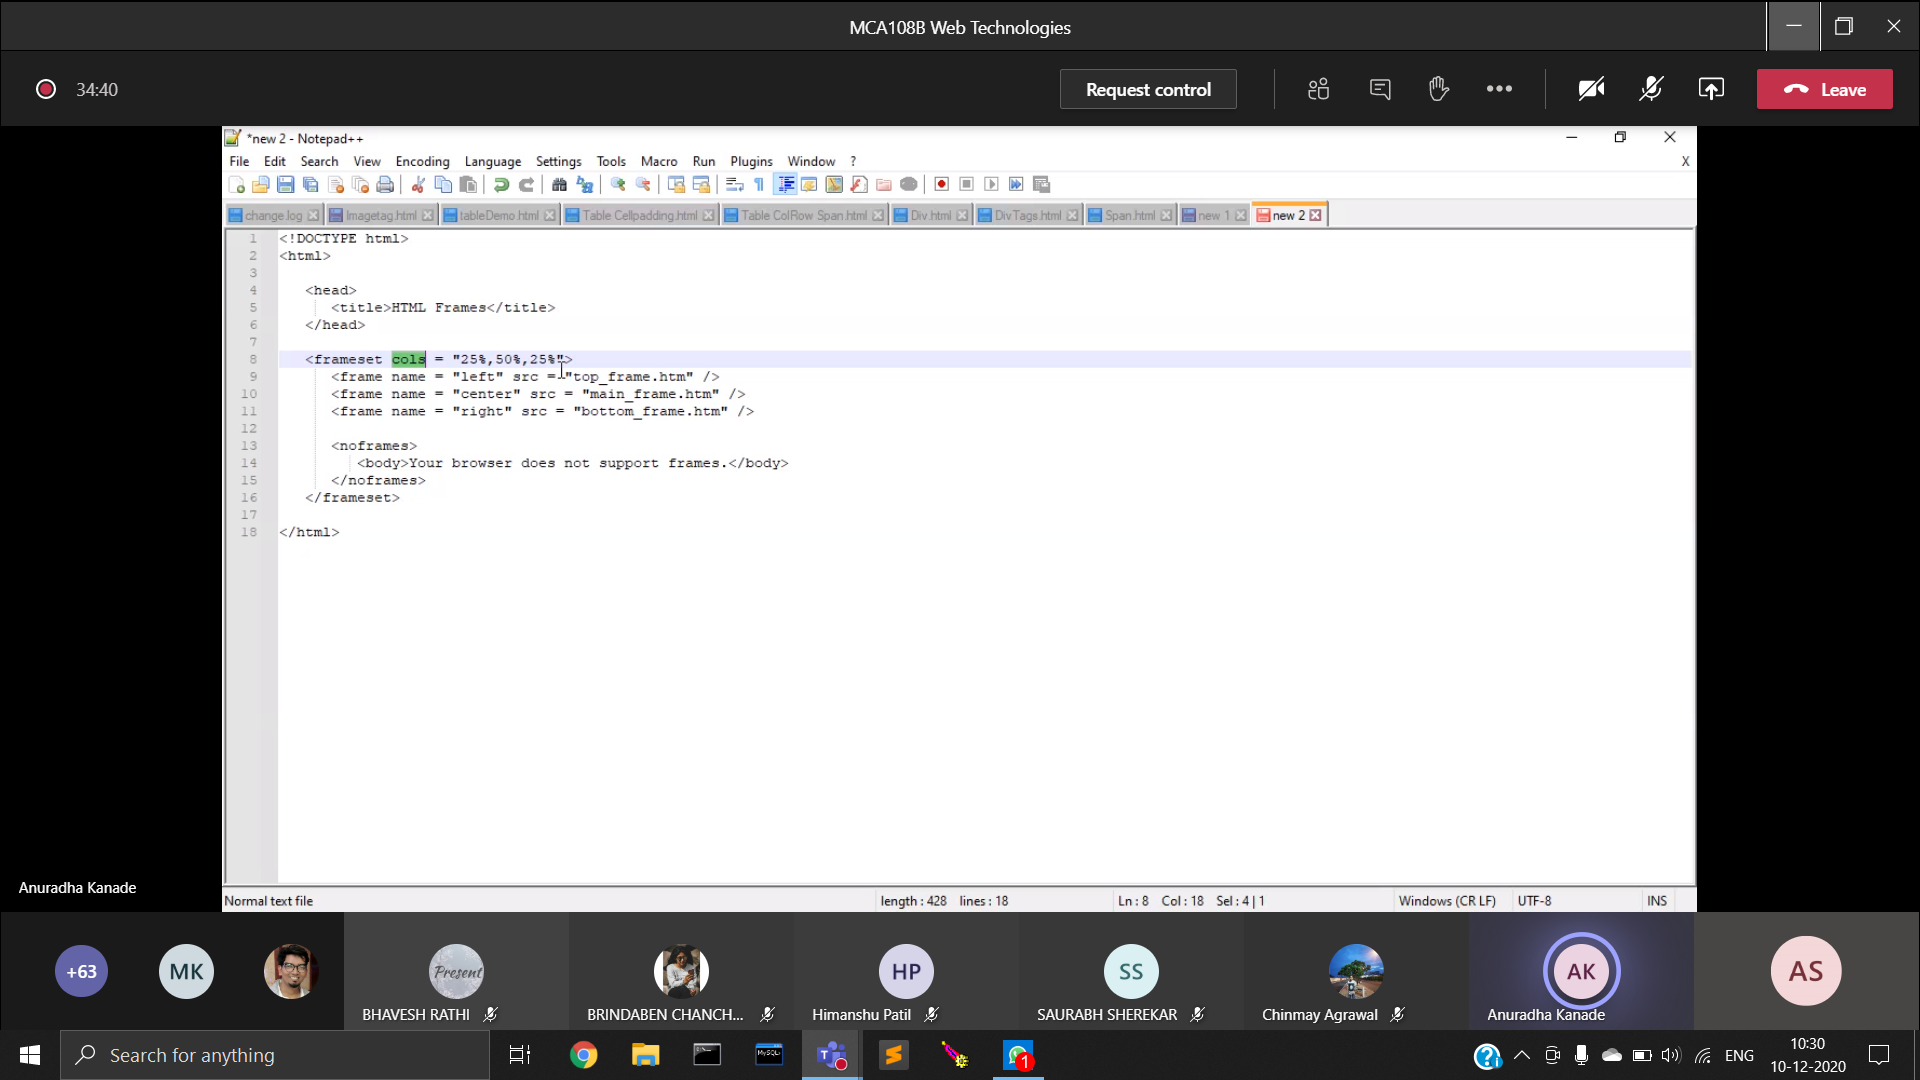 MCA108B Web Technologies
34:40
Request control
Leave
*new 2 - Notepad++
File Edit Search View Encoding Language Settings Tools Macro Run Plugins Window ?
X
change.log Imagetag.html tableDemo.html Table Cellpadding.html Table ColRow Span.html Div.html DivTags.html Span.html new 1 new 2
1 <!DOCTYPE html>
2 <html>
3
4 <head>
5 <title>HTML Frames</title>
6 </head>
7
8 <frameset cols = "25%,50%,25%">
9 <frame name = "left" src = "top_frame.htm" />
10 <frame name = "center" src = "main_frame.htm" />
11 <frame name = "right" src = "bottom_frame.htm" />
12
13 <noframes>
14 <body>Your browser does not support frames.</body>
15 </noframes>
16 </frameset>
17
18 </html>
Anuradha Kanade
Normal text file length : 428 lines : 18 Ln : 8 Col : 18 Sel : 4 | 1 Windows (CR LF) UTF-8 INS
+63 MK Present HP SS AK AS
BHAVESH RATHI BRINDABEN CHANCH... Himanshu Patil SAURABH SHEREKAR Chinmay Agrawal Anuradha Kanade
Search for anything
MySQL
T
1
ENG
10:30
10-12-2020